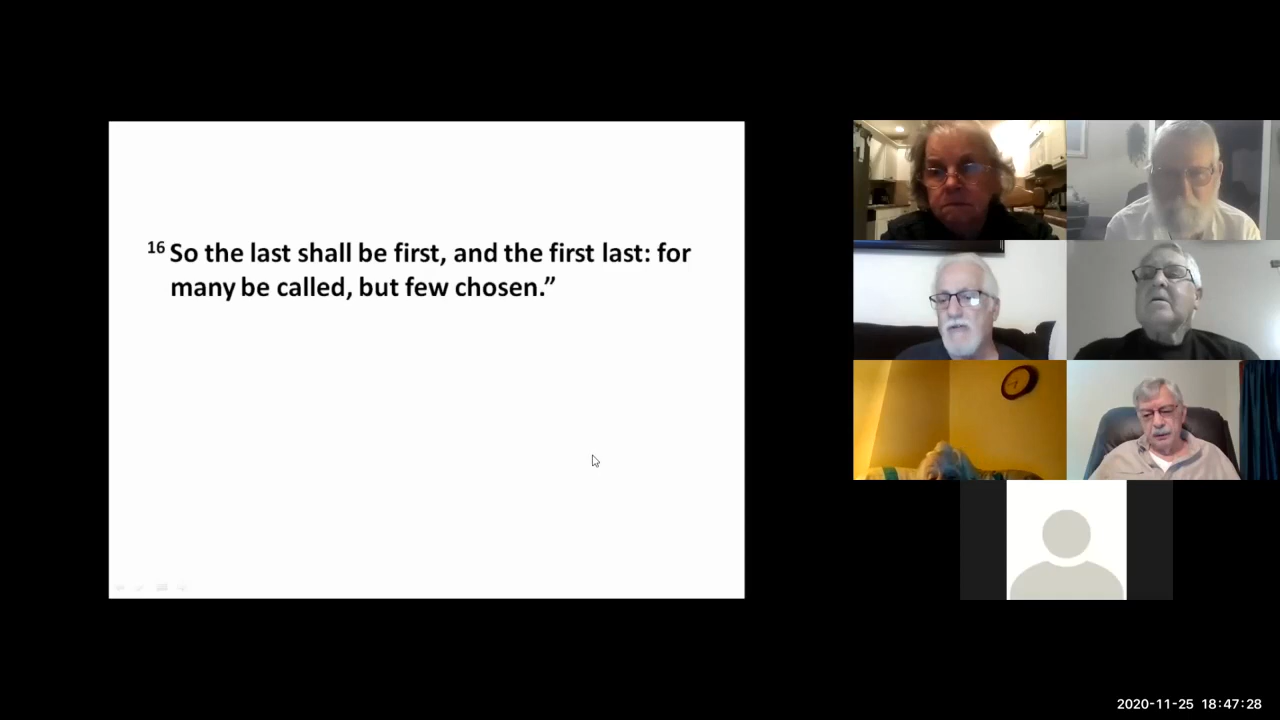 16 So the last shall be first, and the first last: for
many be called, but few chosen.”
2020-11-25 18:47:28